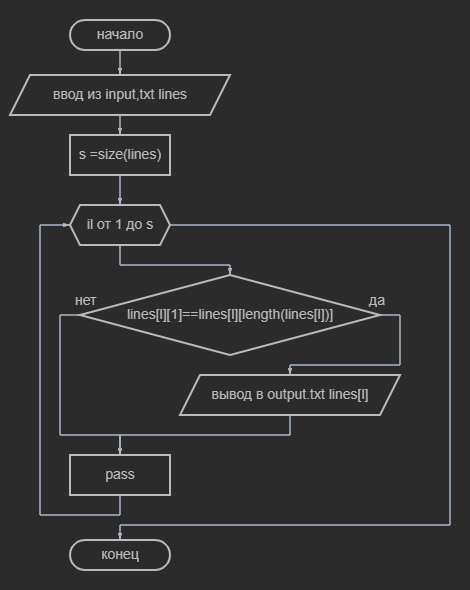 начало
ввод из input,txt lines
s =size(lines)
il от 1 до s
нет
да
lines[l][1]==lines[l][length(lines[l])]
вывод в output.txt lines[l]
pass
конец